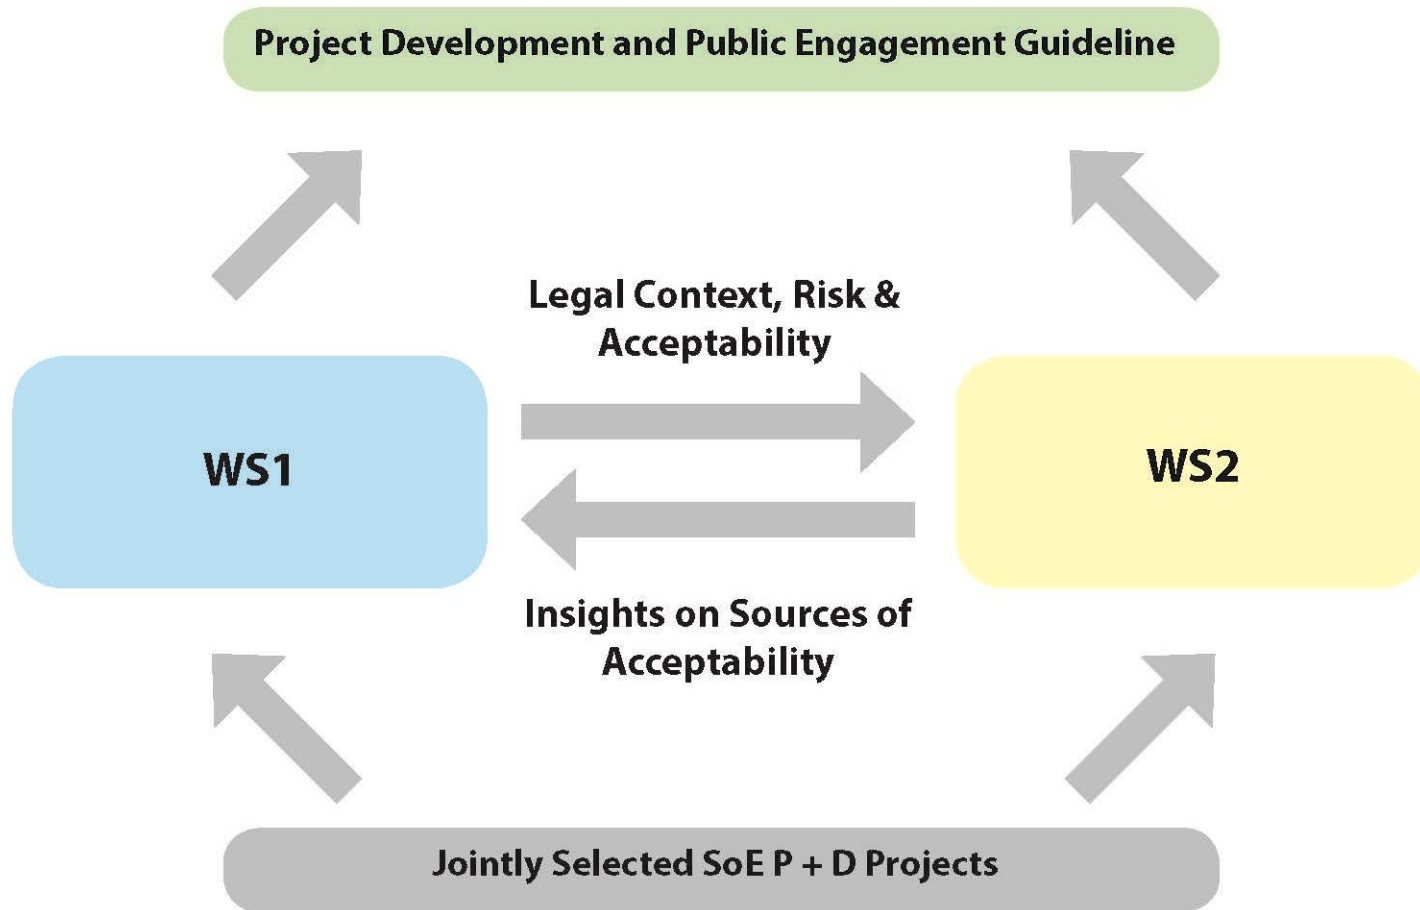 Project Development and Public Engagement Guideline
Legal Context, Risk &
Acceptability
WS1
WS2
Insights on Sources of
Acceptability
Jointly Selected SoE P + D Projects